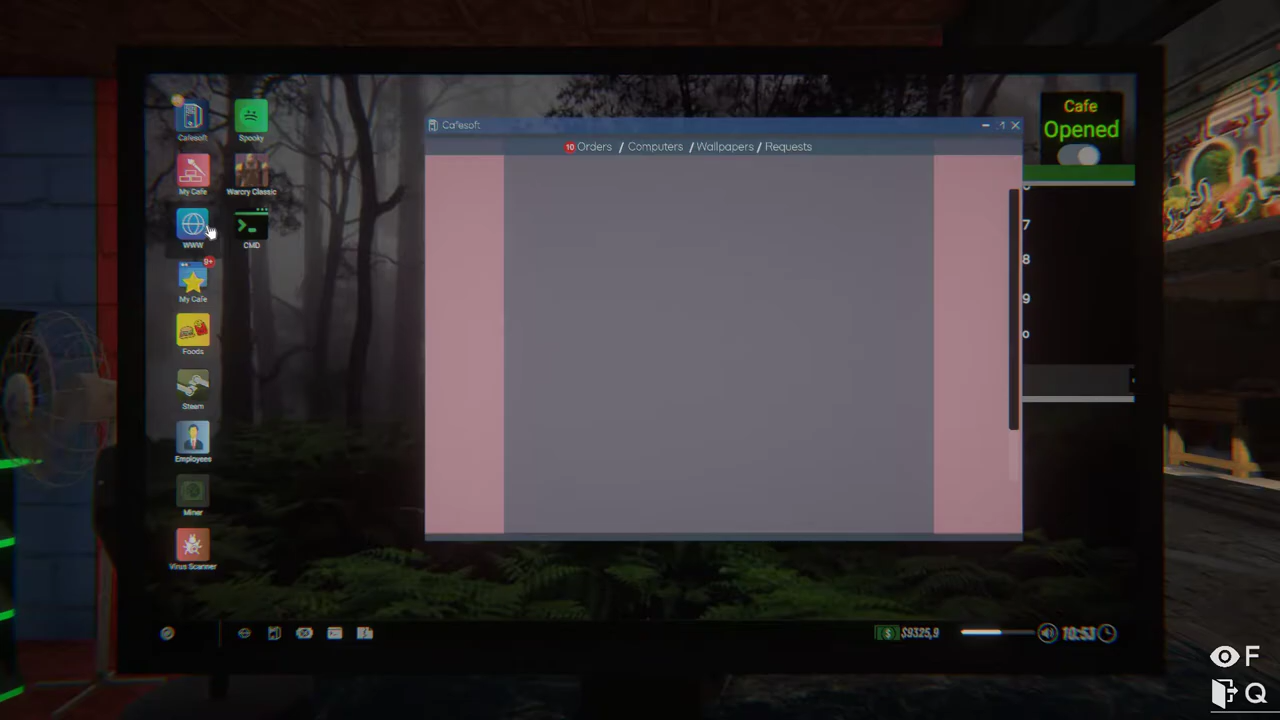 Cafesoft
Spooky
My Cafe
Warcry Classic
WWW
CMD
9+
My Cafe
Foods
Steam
Employees
Miner
Virus Scanner
Cafesoft
10 Orders / Computers / Wallpapers / Requests
Cafe
Opened
7
8
9
$9325,9
10:53
F
Q